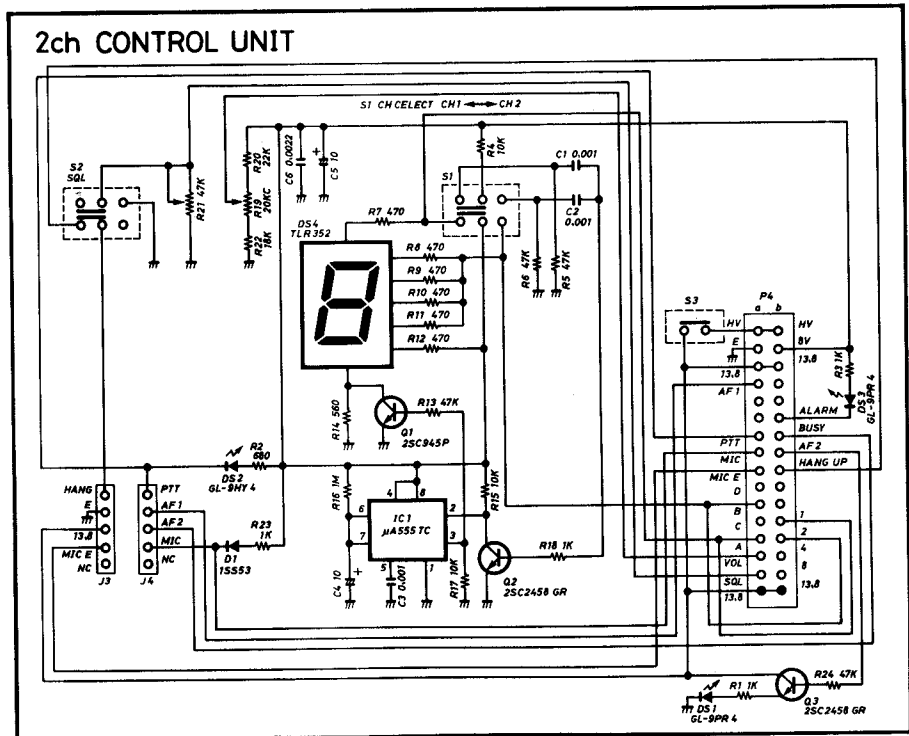 2ch CONTROL UNIT
S1 CH CELECT CH1 CH2
S2
SQL
R21 47K
R20
22K
R19
20KC
R22
18K
C6 0.0022
+
C5 10
R4
10K
C1 0.001
C2
0.001
S1
R7 470
DS4
TLR 352
R8 470
R9 470
R10 470
R11 470
R12 470
R6 47K
R5 47K
R14 560
R13 47K
Q1
2SC945P
S3
P4
a b
HV
E
13.8
AF1
PTT
MIC
MIC E
D
B
C
A
VOL
SQL
13.8
HV
8V
13.8
ALARM
BUSY
AF2
HANG UP
1
2
4
8
13.8
R3 1K
DS3
GL-9PR 4
R2
680
DS2
GL-9HY 4
R23
1K
D1
1SS53
HANG
E
13.8
MIC E
NC
J3
PTT
AF1
AF2
MIC
NC
J4
R16 1M
4
8
6
7
IC1
µA555TC
2
3
5
1
C4 10
+
C3 0.001
R17 10K
R15 10K
Q2
2SC2458 GR
R18 1K
DS1
GL-9PR 4
R1 1K
Q3
2SC2458 GR
R24 47K